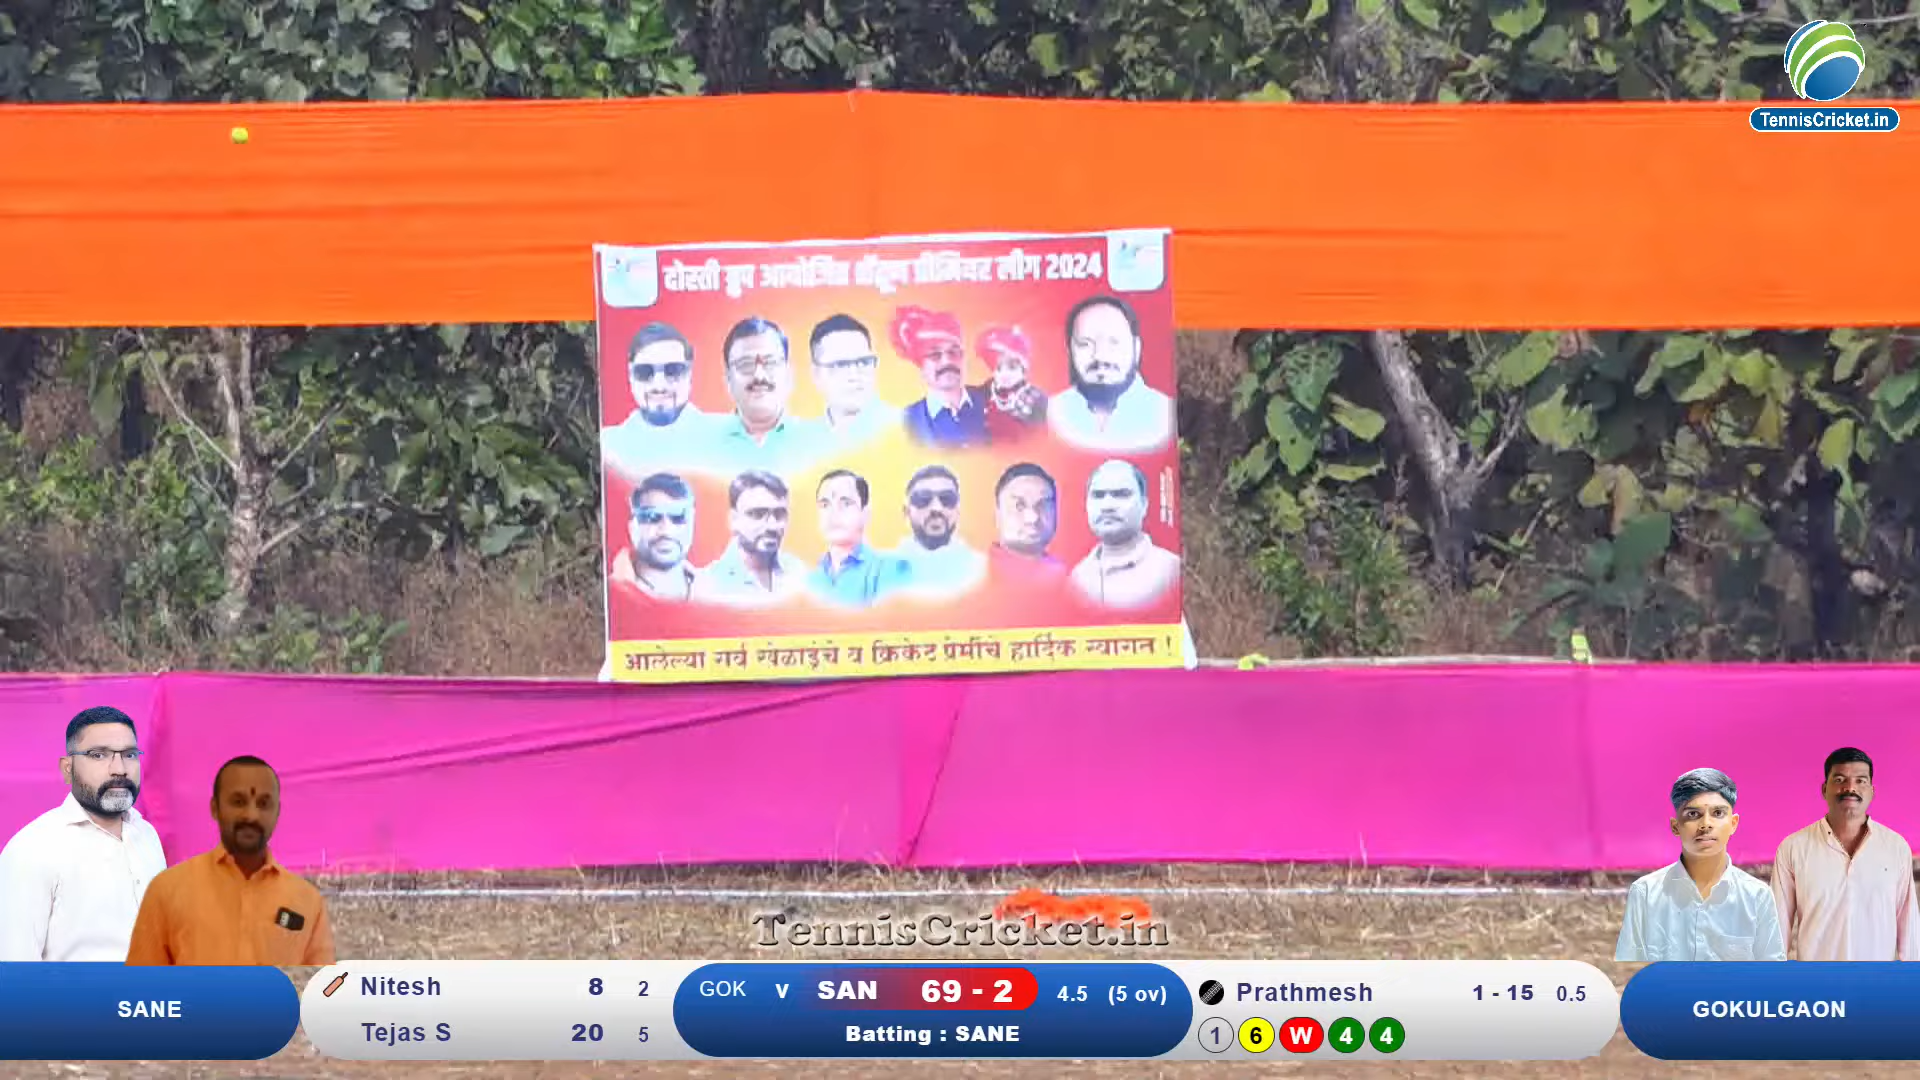 TennisCricket.in
दोस्ती ग्रुप आयोजित प्रीमियर लीग 2024
आलेल्या सर्व खेळाडूंचे व क्रिकेट प्रेमींचे हार्दिक स्वागत !
TennisCricket.in
SANE
Nitesh 8 2
Tejas S 20 5
GOK v SAN 69 - 2 4.5 (5 ov)
Batting : SANE
Prathmesh 1 - 15 0.5
1 6 W 4 4
GOKULGAON